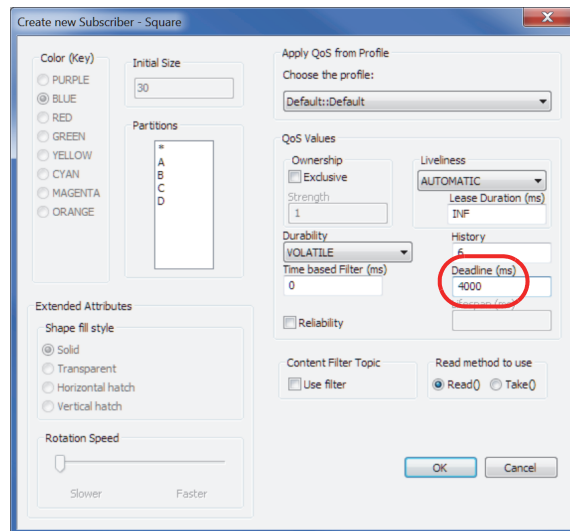 Create new Subscriber - Square
X
Color (Key)
PURPLE
BLUE
RED
GREEN
YELLOW
CYAN
MAGENTA
ORANGE
Initial Size
30
Partitions
*
A
B
C
D
Extended Attributes
Shape fill style
Solid
Transparent
Horizontal hatch
Vertical hatch
Rotation Speed
Slower Faster
Apply QoS from Profile
Choose the profile:
Default::Default
QoS Values
Ownership
Exclusive
Strength
1
Liveliness
AUTOMATIC
Lease Duration (ms)
INF
Durability
VOLATILE
Time based Filter (ms)
0
Reliability
History
6
Deadline (ms)
4000
Lifespan (ms)
Content Filter Topic
Use filter
Read method to use
Read() Take()
OK Cancel